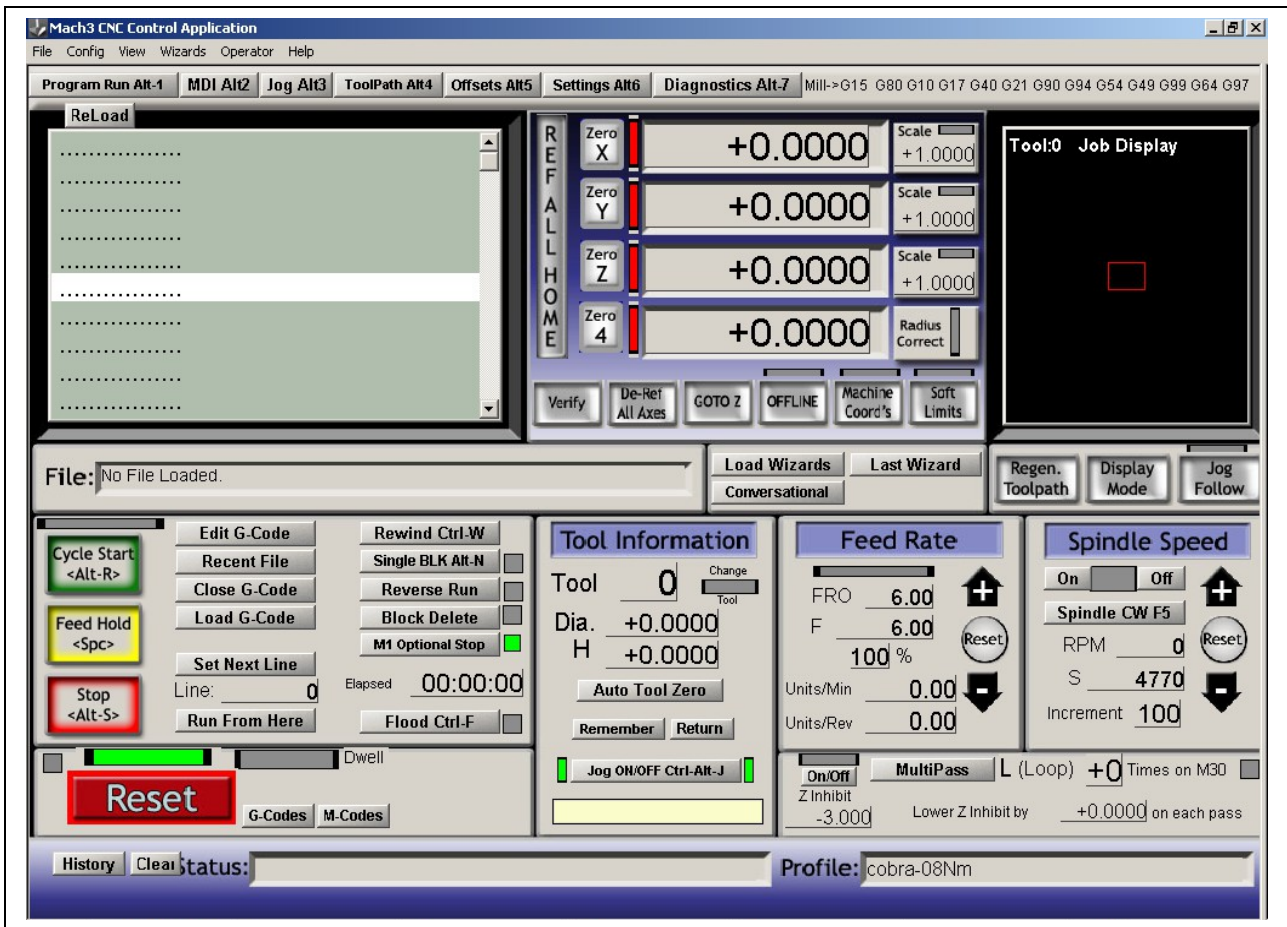 Mach3 CNC Control Application
File Config View Wizards Operator Help
Program Run Alt-1 MDI Alt2 Jog Alt3 ToolPath Alt4 Offsets Alt5 Settings Alt6 Diagnostics Alt-7 Mill->G15 G80 G10 G17 G40 G21 G90 G94 G54 G49 G99 G64 G97
ReLoad
REF ALL HOME
Zero X +0.0000 Scale +1.0000
Zero Y +0.0000 Scale +1.0000
Zero Z +0.0000 Scale +1.0000
Zero 4 +0.0000 Radius Correct
Verify De-Ref All Axes GOTO Z OFFLINE Machine Coord's Soft Limits
Tool:0 Job Display
File: No File Loaded.
Load Wizards Last Wizard
Conversational
Regen. Toolpath Display Mode Jog Follow
Cycle Start <Alt-R>
Feed Hold <Spc>
Stop <Alt-S>
Edit G-Code
Recent File
Close G-Code
Load G-Code
Set Next Line
Line: 0
Run From Here
Rewind Ctrl-W
Single BLK Alt-N
Reverse Run
Block Delete
M1 Optional Stop
Elapsed 00:00:00
Flood Ctrl-F
Dwell
Reset
G-Codes M-Codes
Tool Information
Tool 0 Change Tool
Dia. +0.0000
H +0.0000
Auto Tool Zero
Remember Return
Jog ON/OFF Ctrl-Alt-J
Feed Rate
FRO 6.00
F 6.00
100 %
Reset
Units/Min 0.00
Units/Rev 0.00
Spindle Speed
On Off
Spindle CW F5
RPM 0
Reset
S 4770
Increment 100
On/Off MultiPass L (Loop) +0 Times on M30
Z Inhibit
-3.000 Lower Z Inhibit by +0.0000 on each pass
History Clear Status:
Profile: cobra-08Nm